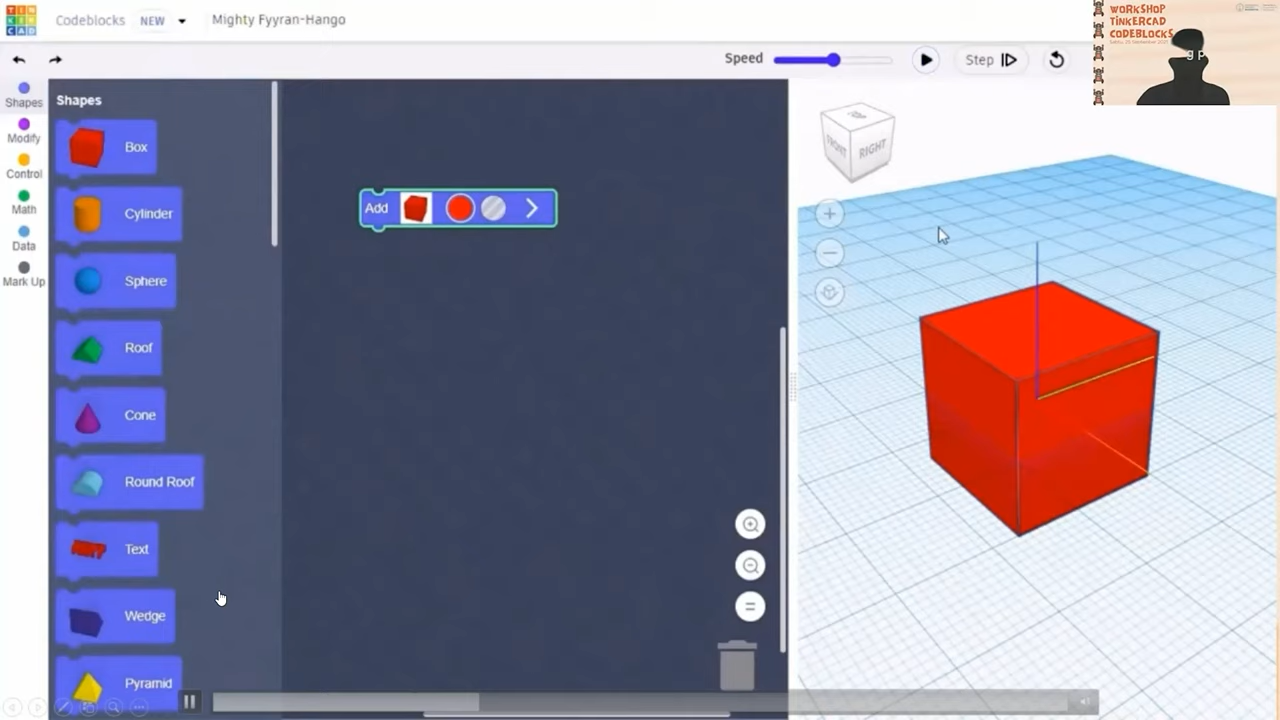 TIN
KER
CAD
Codeblocks NEW Mighty Fyyran-Hango
WORKSHOP
TINKERCAD
CODEBLOCKS
g p
Speed
Step
Shapes
Modify
Control
Math
Data
Mark Up
Shapes
Box
Cylinder
Sphere
Roof
Cone
Round Roof
Text
Wedge
Pyramid
Add
TOP
FRONT
RIGHT